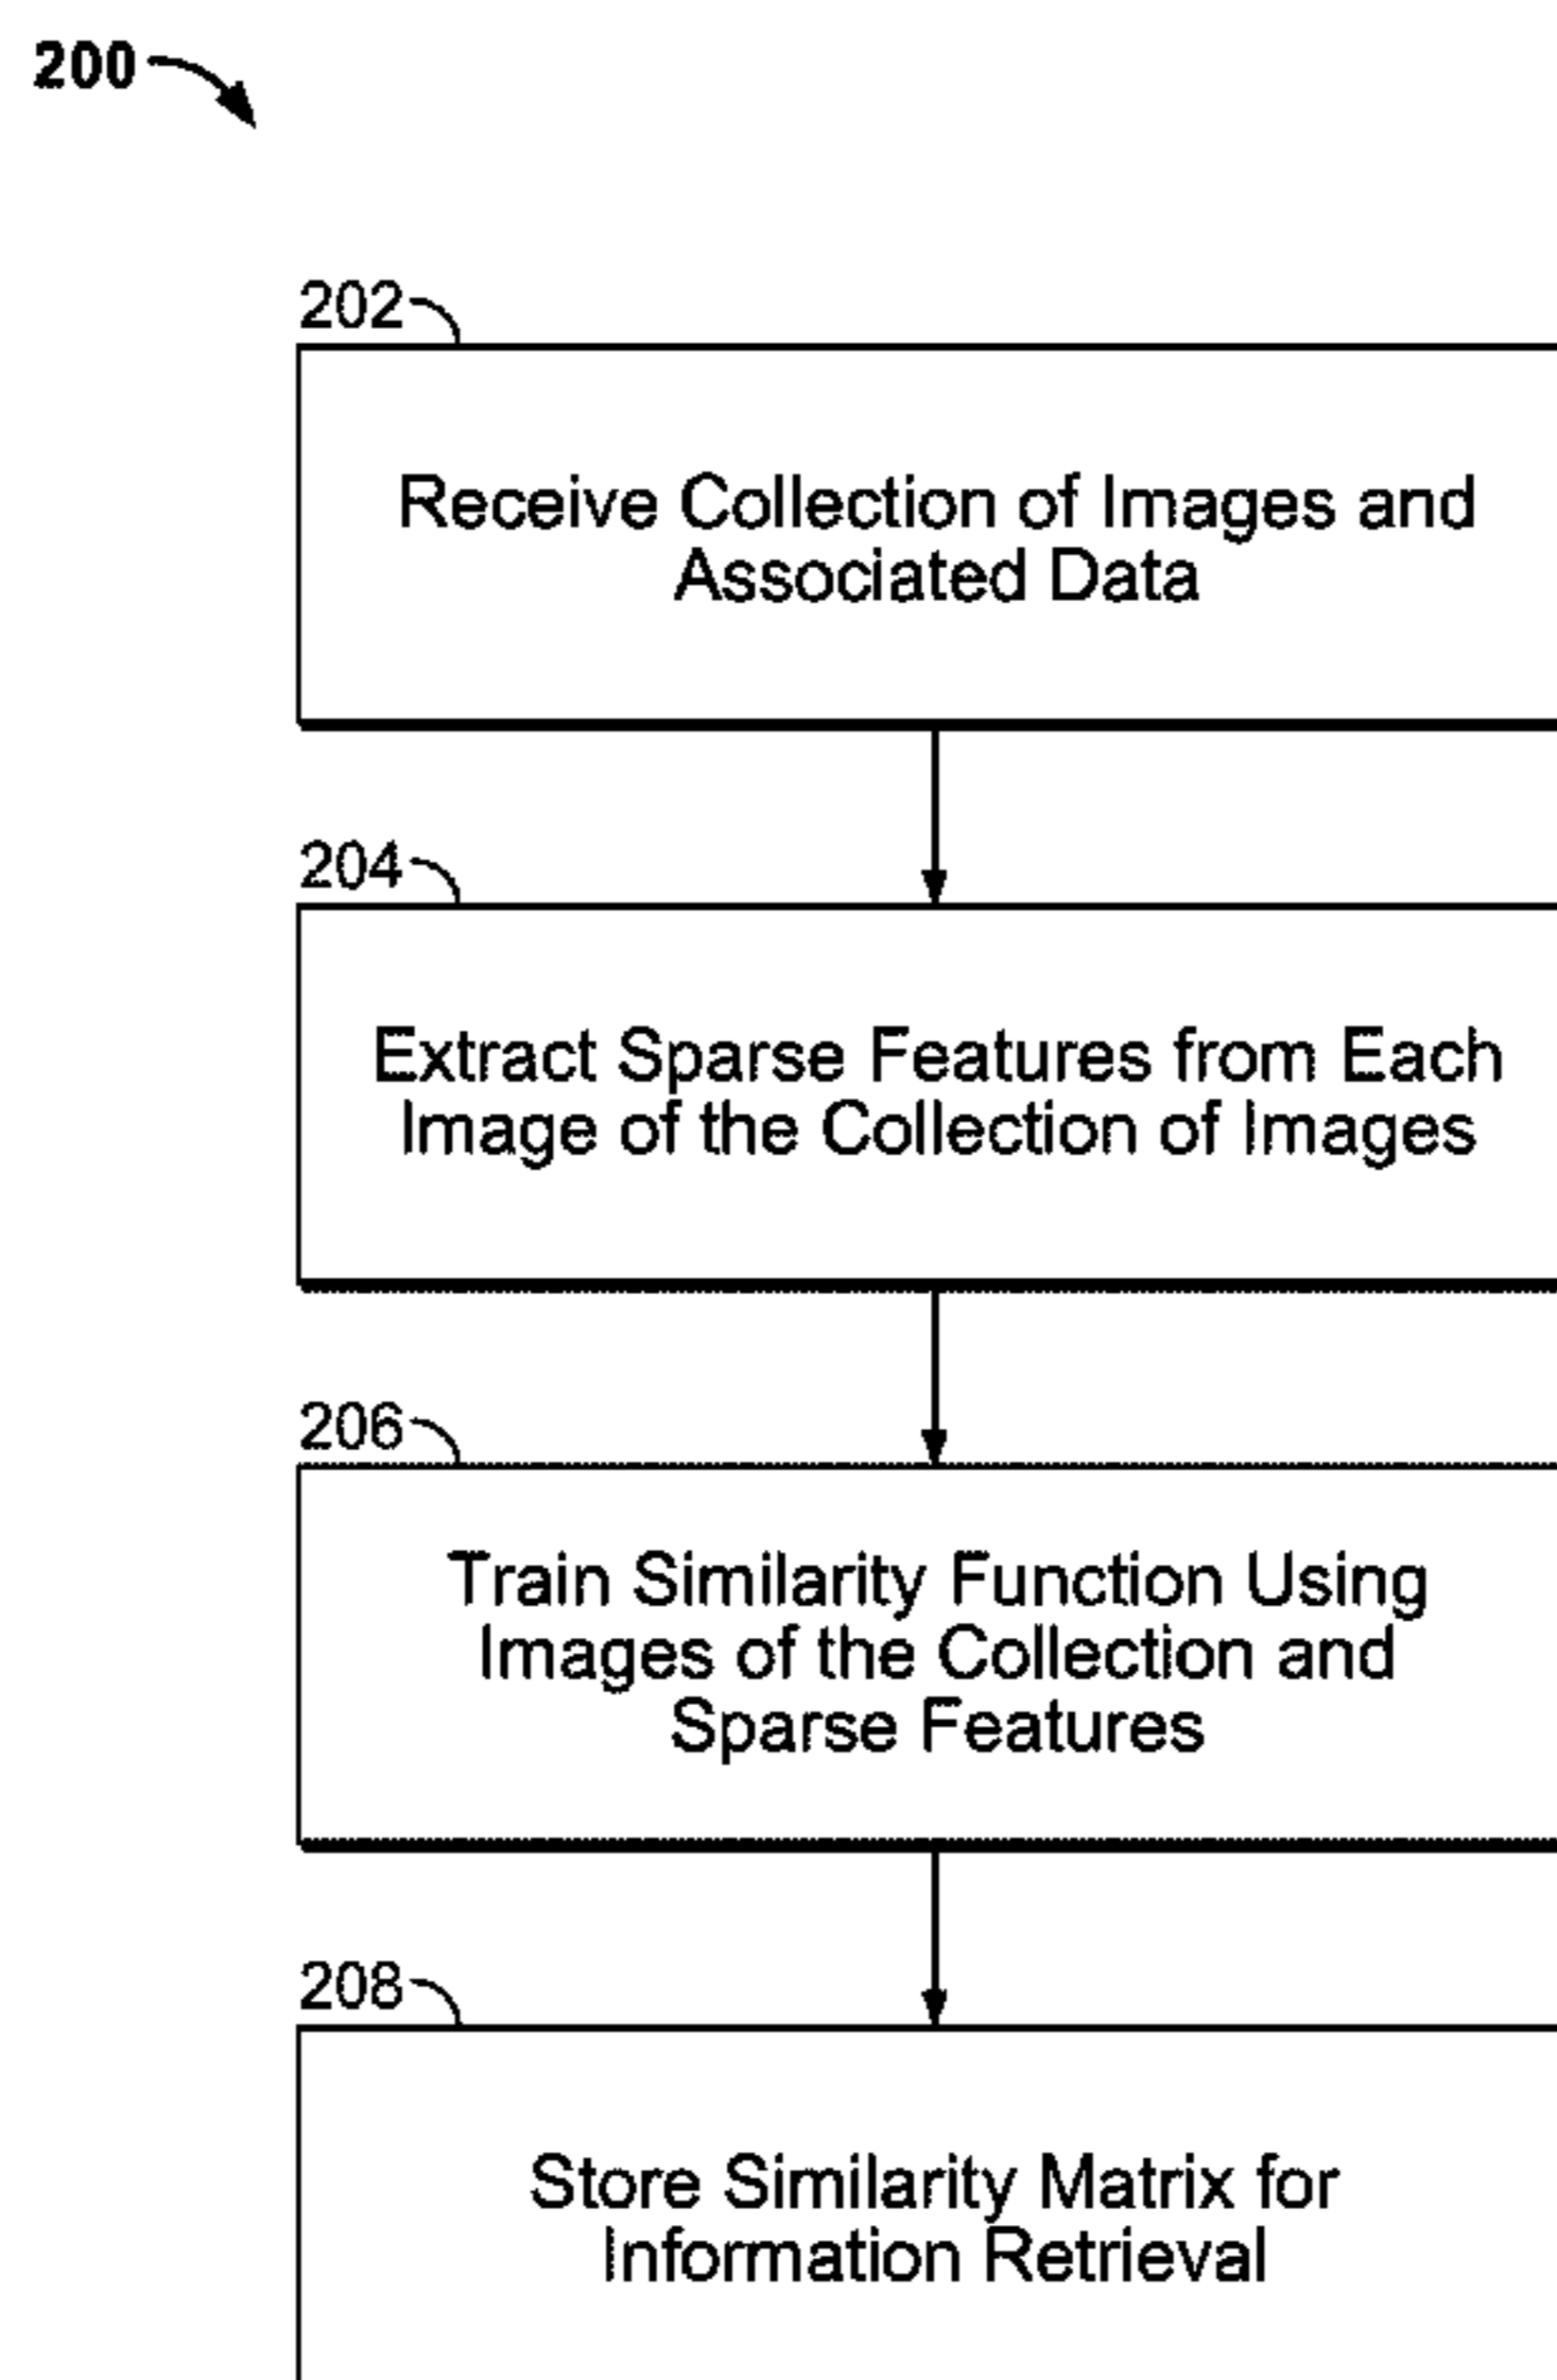 200
202
Receive Collection of Images and
Associated Data
204
Extract Sparse Features from Each
Image of the Collection of Images
206
Train Similarity Function Using
Images of the Collection and
Sparse Features
208
Store Similarity Matrix for
Information Retrieval